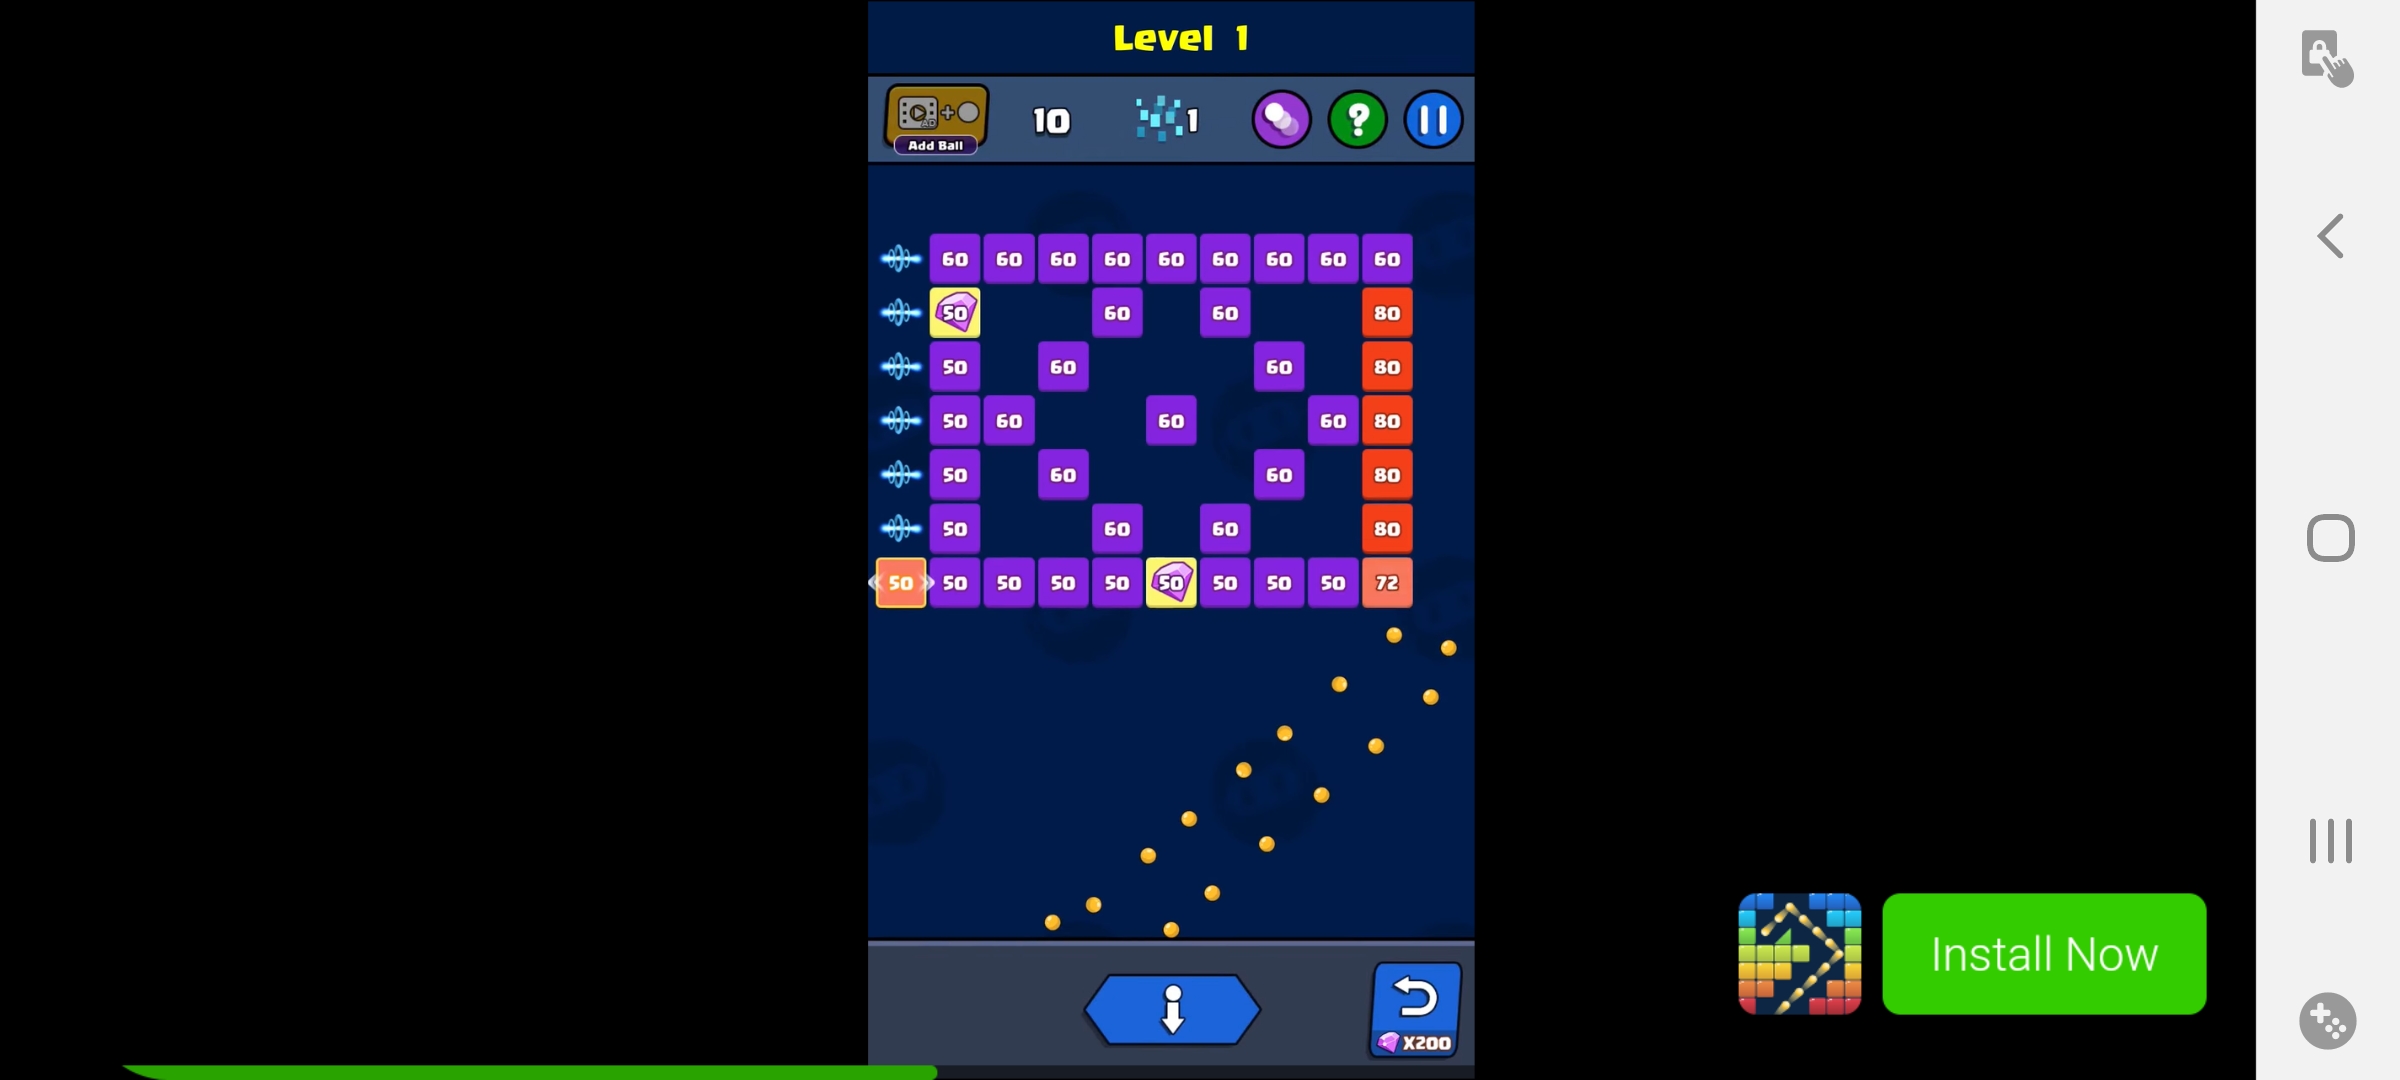 Level 1
AD
Add Ball
10
1
?
60 60 60 60 60 60 60 60 60
50 60 60 80
50 60 60 80
50 60 60 60 80
50 60 60 80
50 60 60 80
50 50 50 50 50 50 50 50 50 72
X200
Install Now